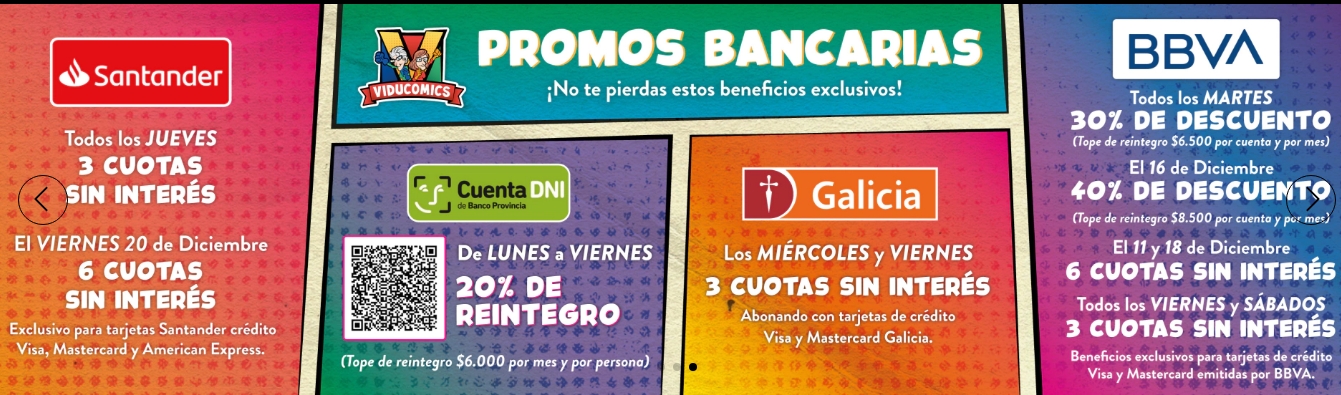 Santander
Todos los JUEVES
3 CUOTAS
SIN INTERÉS
El VIERNES 20 de Diciembre
6 CUOTAS
SIN INTERÉS
Exclusivo para tarjetas Santander crédito
Visa, Mastercard y American Express.
VIDUCOMICS
PROMOS BANCARIAS
¡No te pierdas estos beneficios exclusivos!
Cuenta DNI
de Banco Provincia
De LUNES a VIERNES
20% DE
REINTEGRO
(Tope de reintegro $6.000 por mes y por persona)
Galicia
Los MIÉRCOLES y VIERNES
3 CUOTAS SIN INTERÉS
Abonando con tarjetas de crédito
Visa y Mastercard Galicia.
BBVA
Todos los MARTES
30% DE DESCUENTO
(Tope de reintegro $6.500 por cuenta y por mes)
El 16 de Diciembre
40% DE DESCUENTO
(Tope de reintegro $8.500 por cuenta y por mes)
El 11 y 18 de Diciembre
6 CUOTAS SIN INTERÉS
Todos los VIERNES y SÁBADOS
3 CUOTAS SIN INTERÉS
Beneficios exclusivos para tarjetas de crédito
Visa y Mastercard emitidas por BBVA.